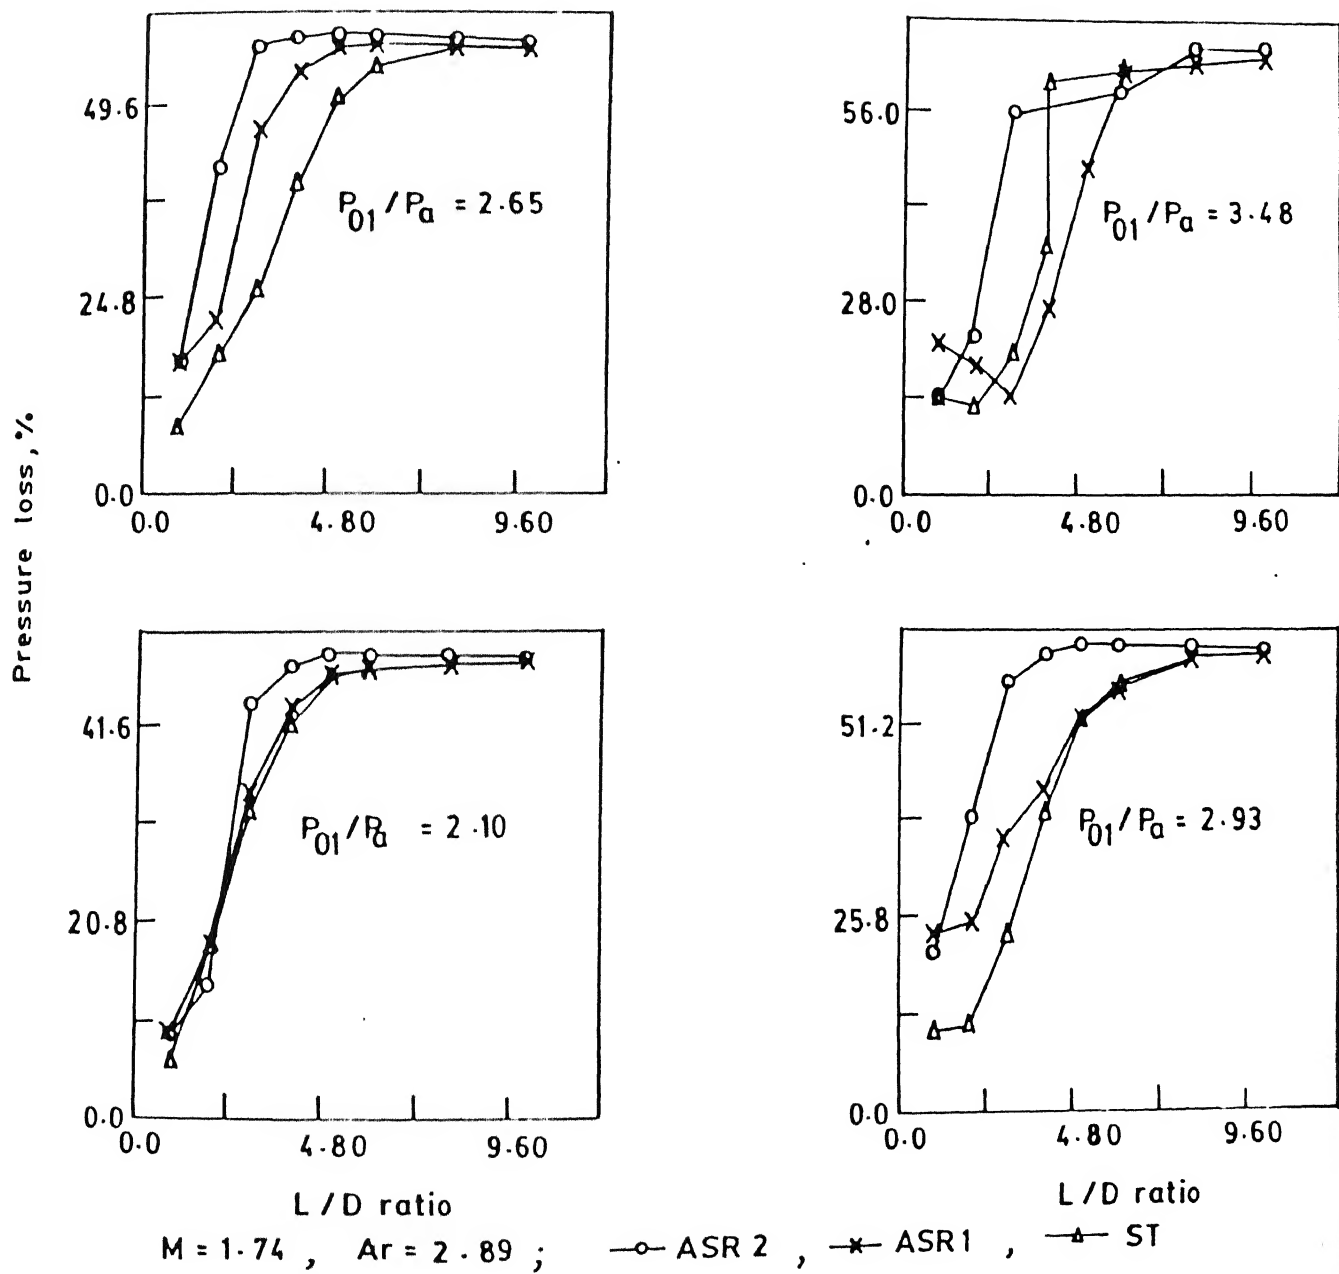 Pressure loss, %
49.6
24.8
0.0
0.0 4.80 9.60
P01/Pa = 2.65
56.0
28.0
0.0
0.0 4.80 9.60
P01/Pa = 3.48
41.6
20.8
0.0
0.0 4.80 9.60
P01/Pa = 2.10
L/D ratio
51.2
25.8
0.0
0.0 4.80 9.60
P01/Pa = 2.93
L/D ratio
M = 1.74 , Ar = 2.89 ; ASR 2 , ASR1 , ST